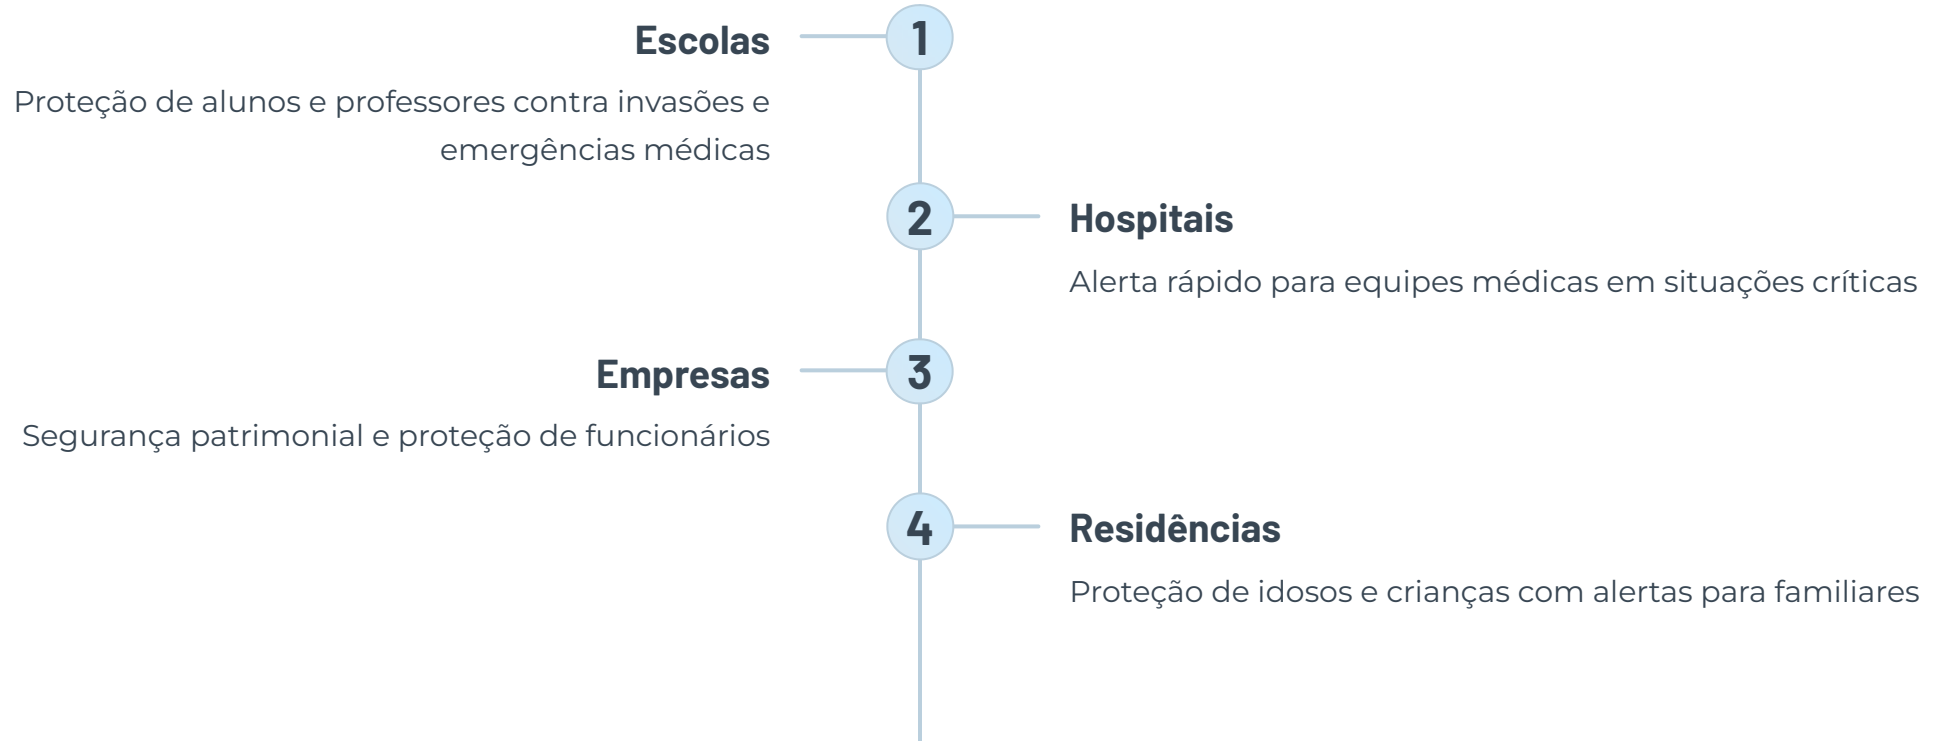 1
Escolas
Proteção de alunos e professores contra invasões e
emergências médicas
2
Hospitais
Alerta rápido para equipes médicas em situações críticas
3
Empresas
Segurança patrimonial e proteção de funcionários
4
Residências
Proteção de idosos e crianças com alertas para familiares